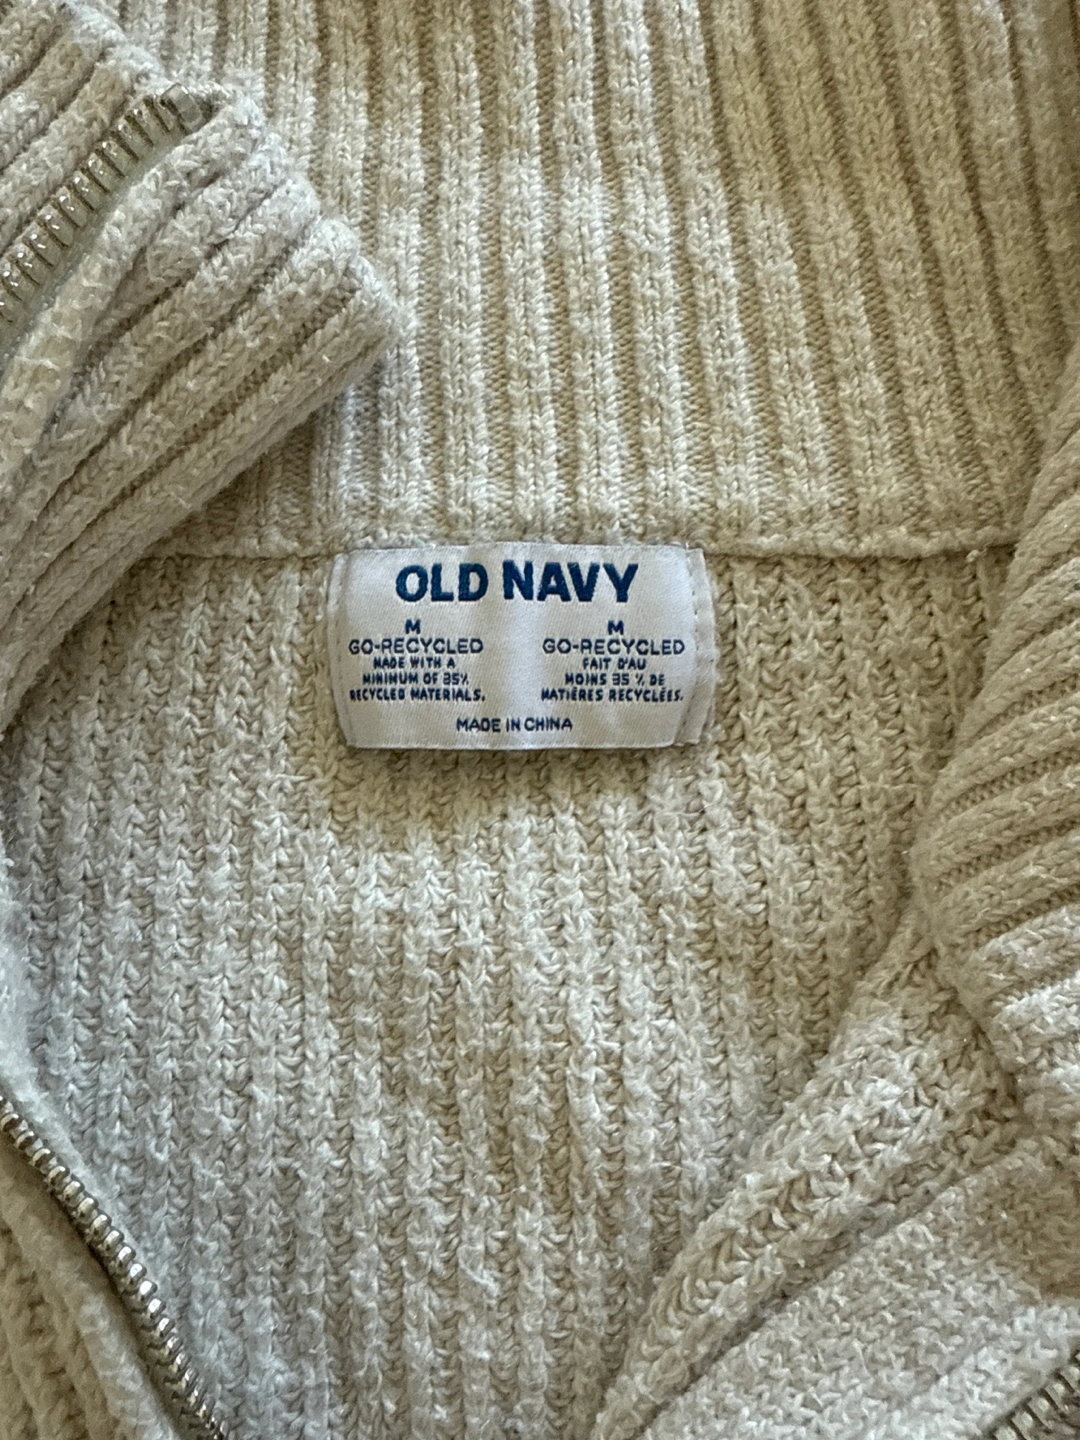 OLD NAVY
M
GO-RECYCLED
MADE WITH A
MINIMUM OF 35%
RECYCLED MATERIALS.
M
GO-RECYCLED
FAIT D'AU
MOINS 35 % DE
MATIÈRES RECYCLÉES.
MADE IN CHINA